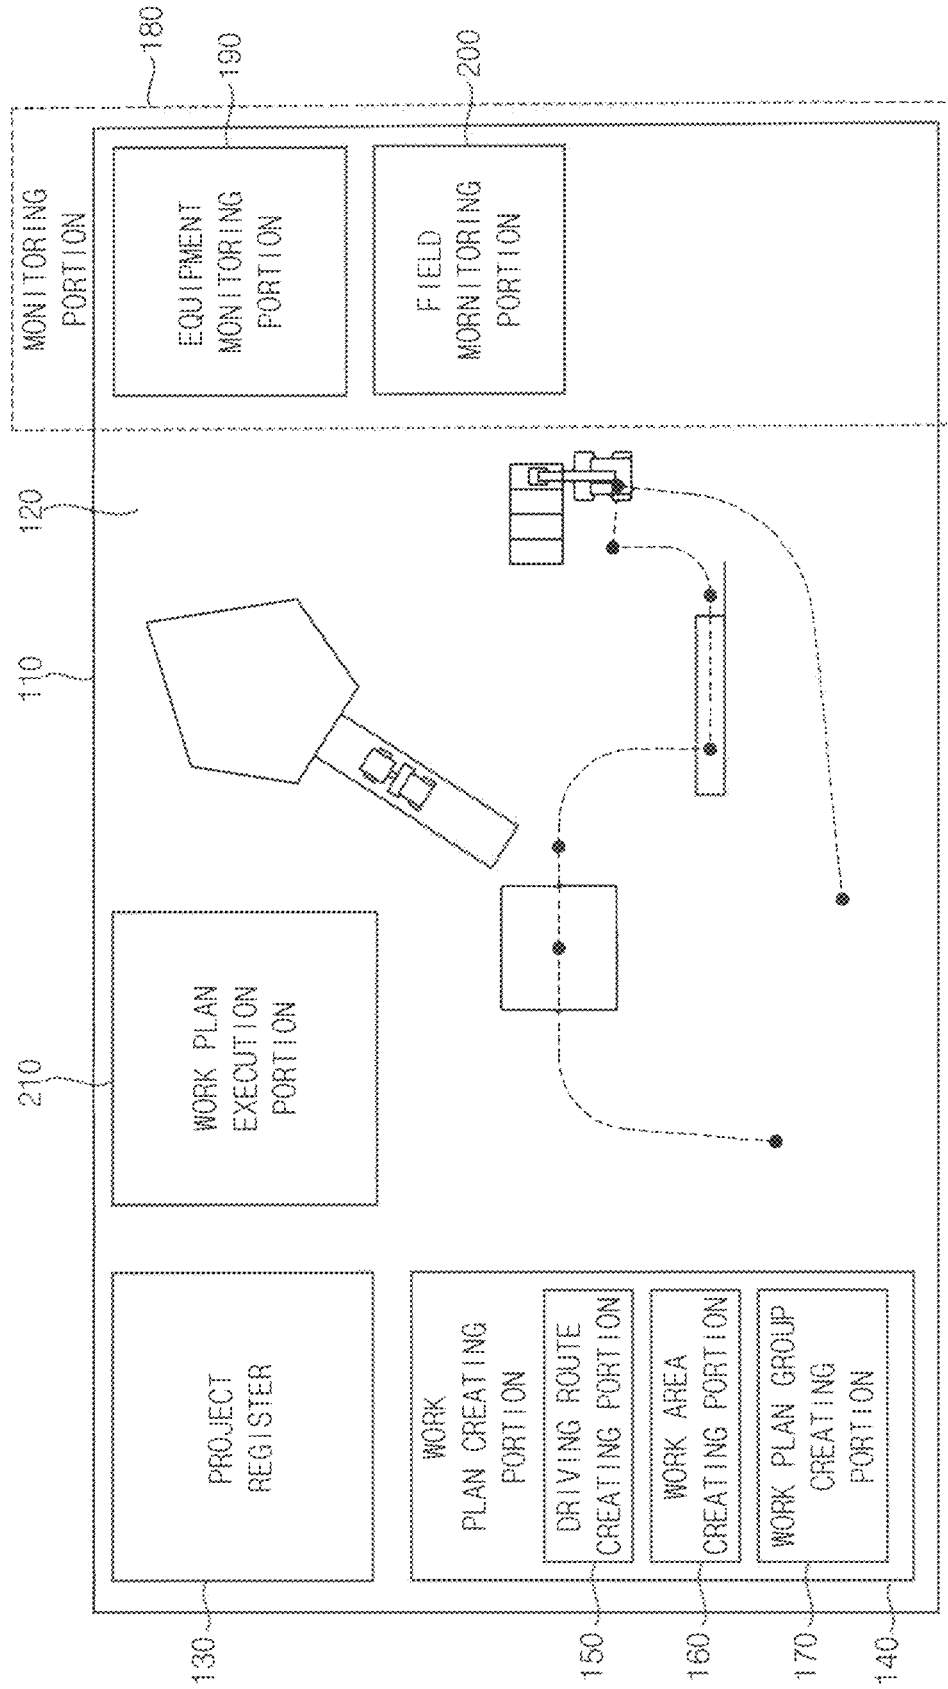 110
120
210
180
MONITORING
PORTION
190
200
130
PROJECT
REGISTER
WORK PLAN
EXECUTION
PORTION
EQUIPMENT
MONITORING
PORTION
FIELD
MORNITORING
PORTION
WORK
PLAN CREATING
PORTION
150
DRIVING ROUTE
CREATING PORTION
160
WORK AREA
CREATING PORTION
170
WORK PLAN GROUP
CREATING
PORTION
140